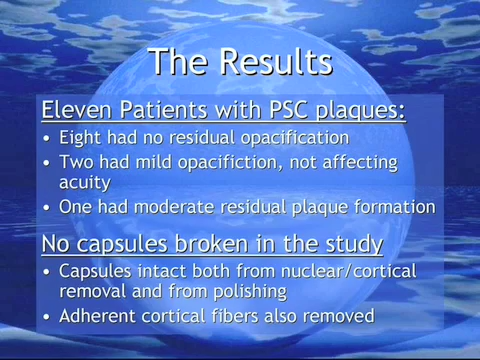 The Results
Eleven Patients with PSC plaques:
• Eight had no residual opacification
• Two had mild opacifiction, not affecting
acuity
• One had moderate residual plaque formation
No capsules broken in the study
• Capsules intact both from nuclear/cortical
removal and from polishing
• Adherent cortical fibers also removed